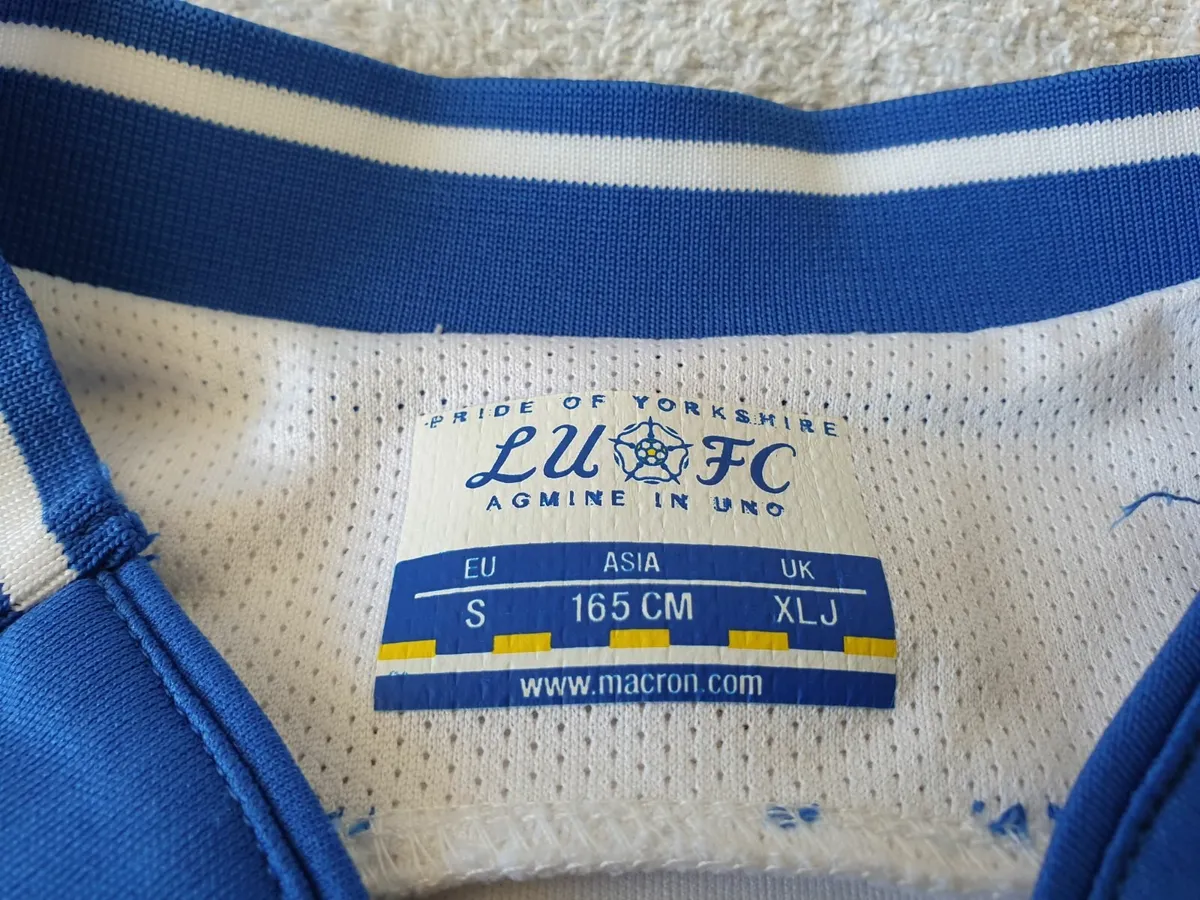 PRIDE OF YORKSHIRE
LU FC
AGMINE IN UNO
EU ASIA UK
S 165 CM XLJ
www.macron.com